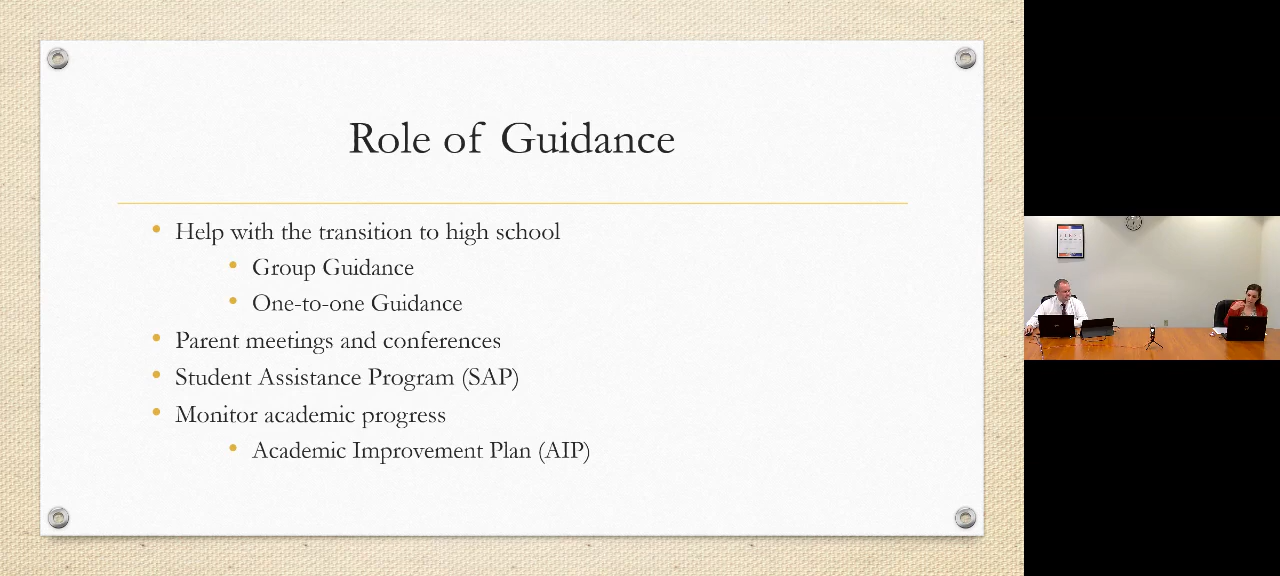 Role of Guidance
Help with the transition to high school
Group Guidance
One-to-one Guidance
Parent meetings and conferences
Student Assistance Program (SAP)
Monitor academic progress
Academic Improvement Plan (AIP)